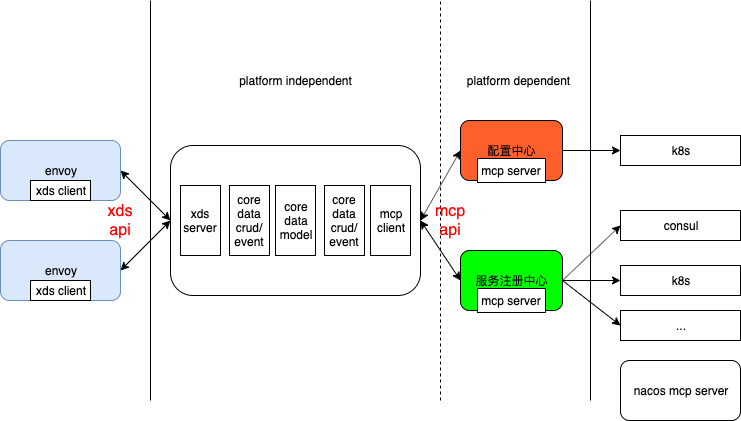 platform independent
platform dependent
envoy
xds client
envoy
xds client
xds
api
xds
server
core
data
crud/
event
core
data
model
core
data
crud/
event
mcp
client
mcp
api
配置中心
mcp server
服务注册中心
mcp server
k8s
consul
k8s
...
nacos mcp server